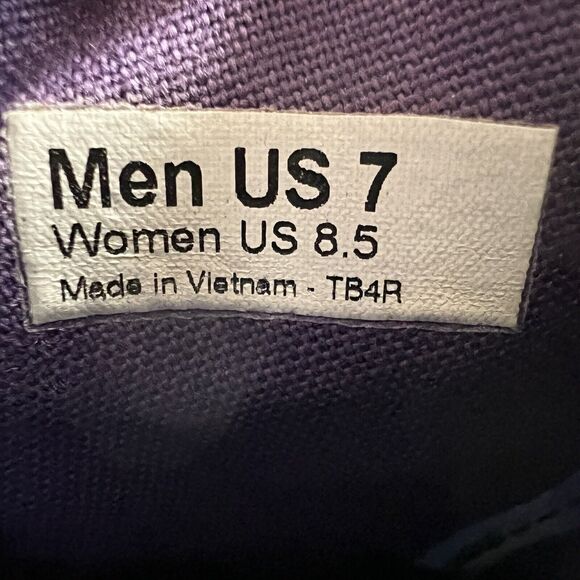 Men US 7
Women US 8.5
Made in Vietnam - TB4R